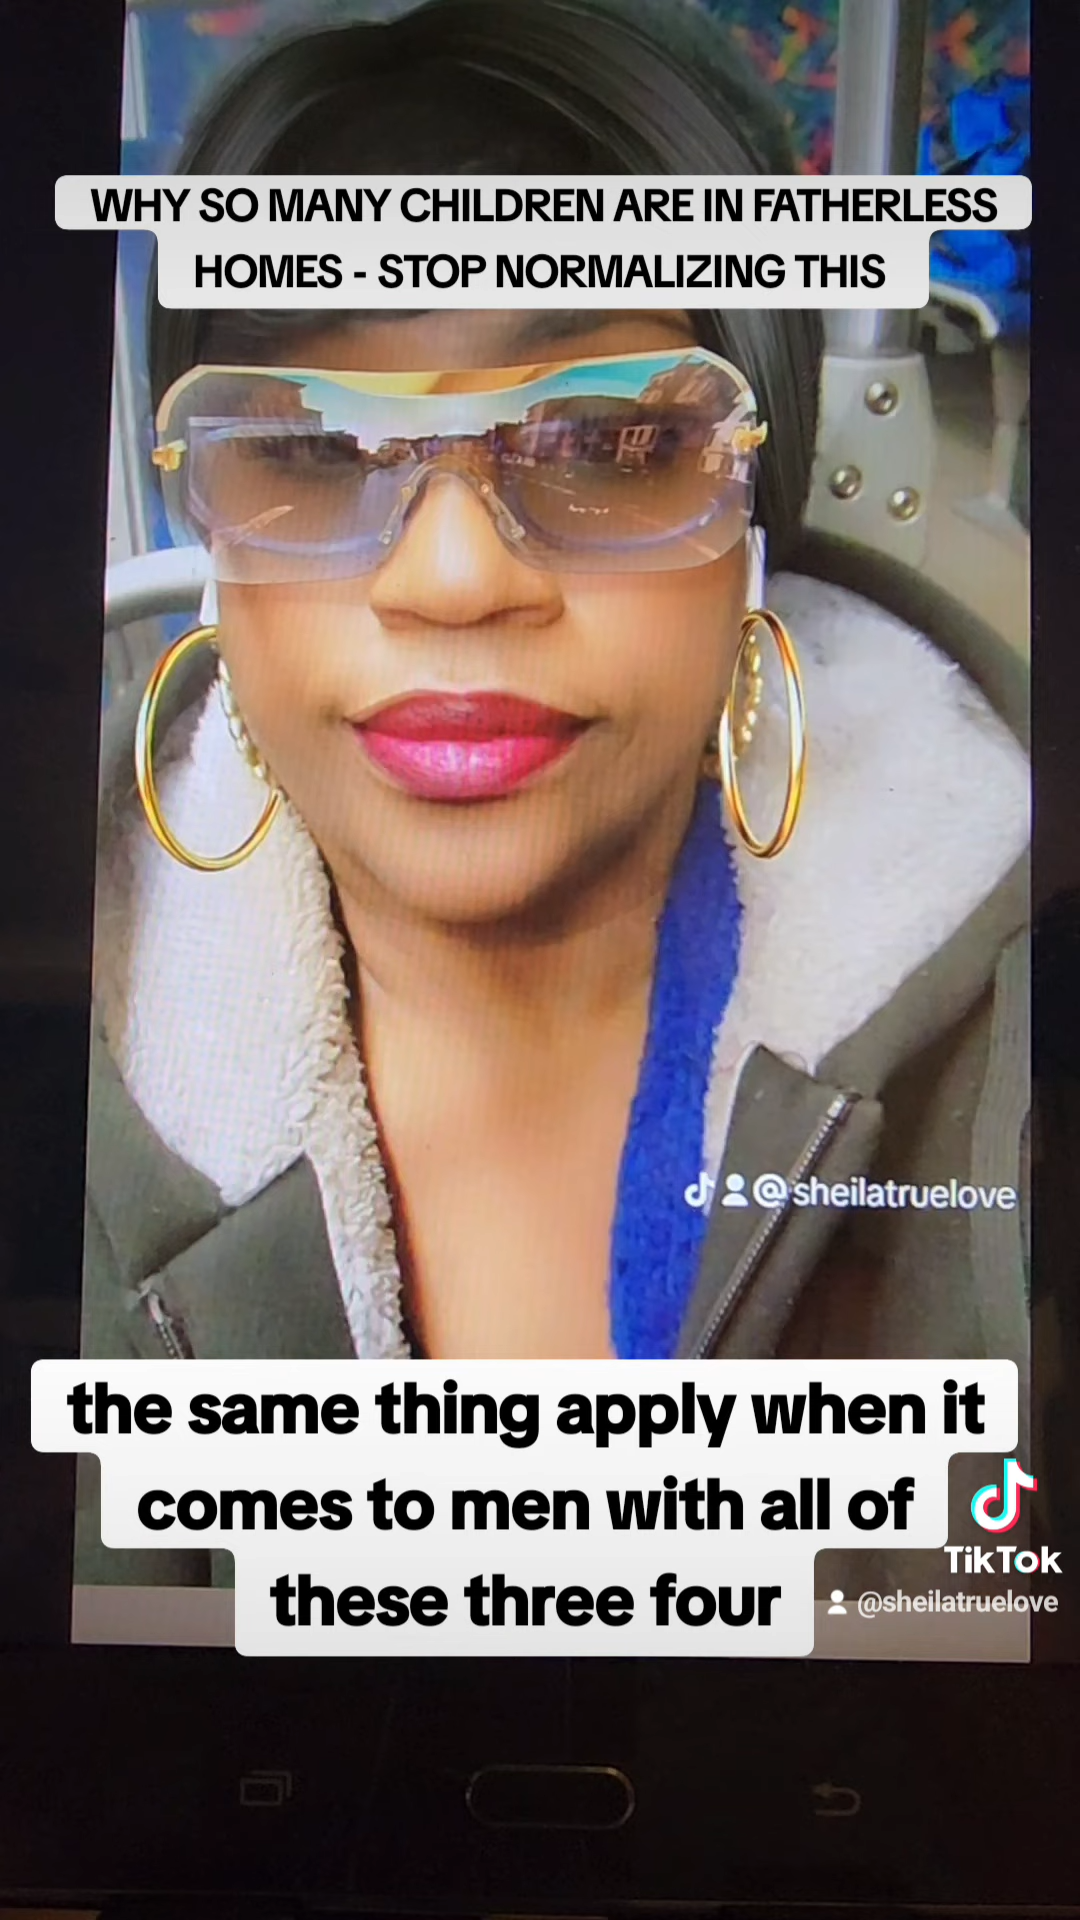 WHY SO MANY CHILDREN ARE IN FATHERLESS
HOMES - STOP NORMALIZING THIS
@sheilatruelove
the same thing apply when it
comes to men with all of
these three four
TikTok
@sheilatruelove